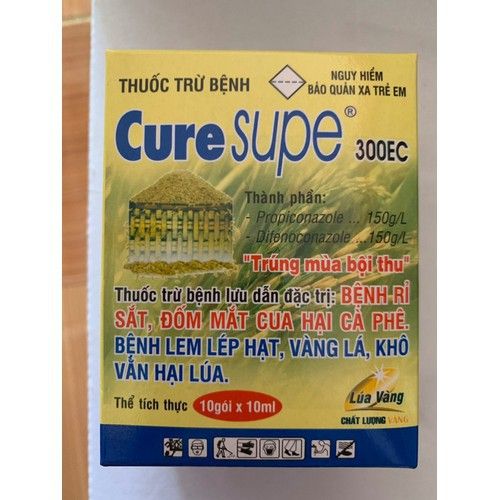 THUỐC TRỪ BỆNH
NGUY HIỂM
BẢO QUẢN XA TRẺ EM
Cure supe® 300EC
Thành phần:
- Propiconazole ... 150g/L
- Difenoconazole ...150g/L
"Trúng mùa bội thu"
Thuốc trừ bệnh lưu dẫn đặc trị: BỆNH RỈ
SẮT, ĐỐM MẮT CUA HẠI CÀ PHÊ.
BỆNH LEM LÉP HẠT, VÀNG LÁ, KHÔ
VẰN HẠI LÚA.
Thể tích thực 10gói x 10ml
Lúa Vàng
CHẤT LƯỢNG VÀNG